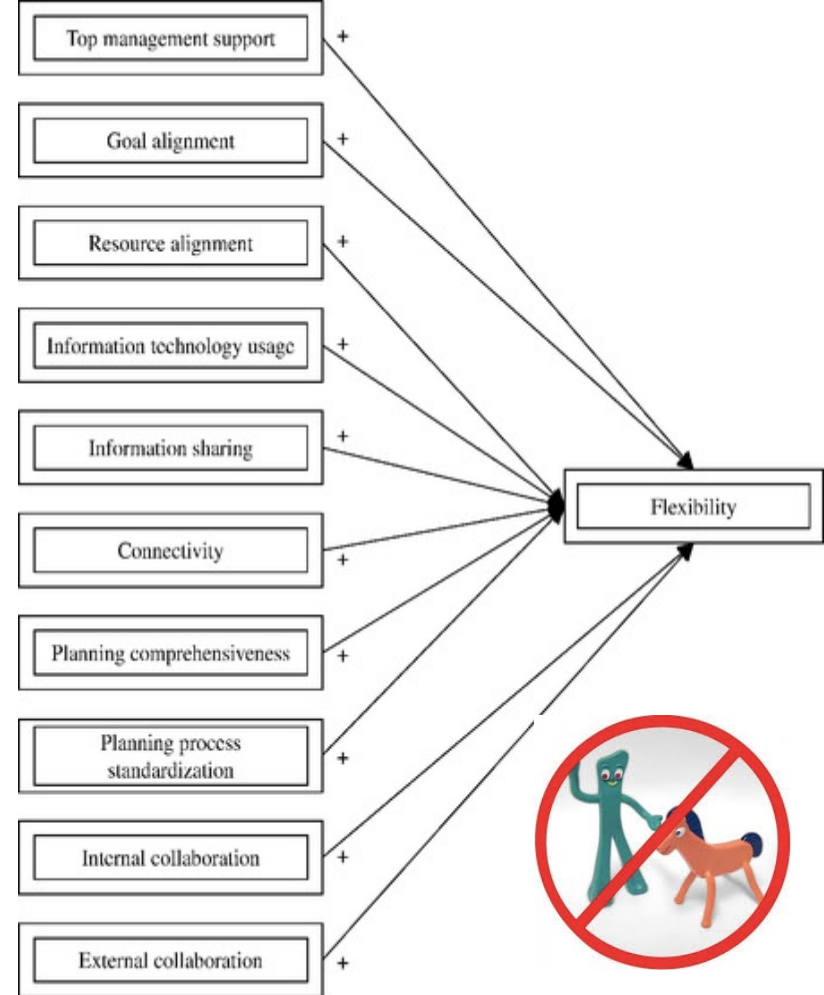 Top management support
+
Goal alignment
+
Resource alignment
+
Information technology usage
+
Information sharing
+
Connectivity
+
Planning comprehensiveness
+
Planning process
standardization
+
Internal collaboration
+
External collaboration
+
Flexibility